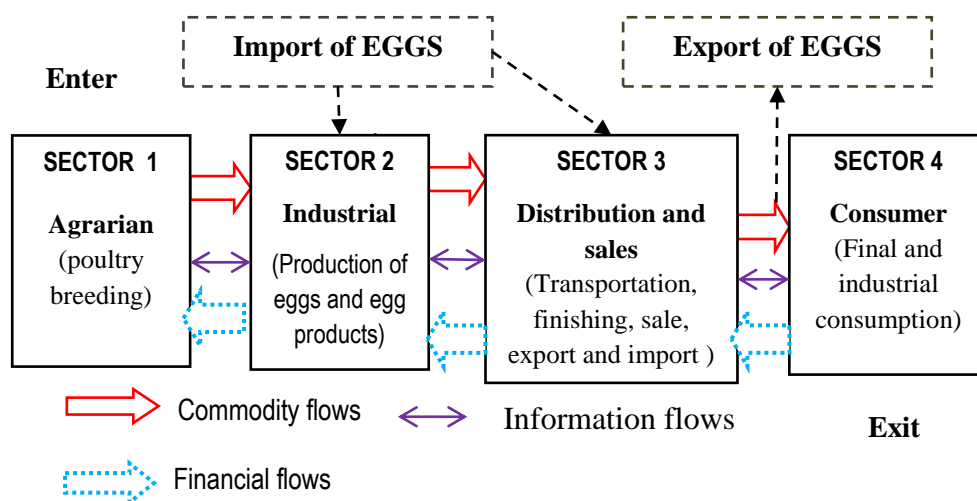 Import of EGGS
Export of EGGS
Enter
SECTOR 1
Agrarian
(poultry
breeding)
SECTOR 2
Industrial
(Production of
eggs and egg
products)
SECTOR 3
Distribution and
sales
(Transportation,
finishing, sale,
export and import )
SECTOR 4
Consumer
(Final and
industrial
consumption)
Commodity flows
Information flows
Exit
Financial flows